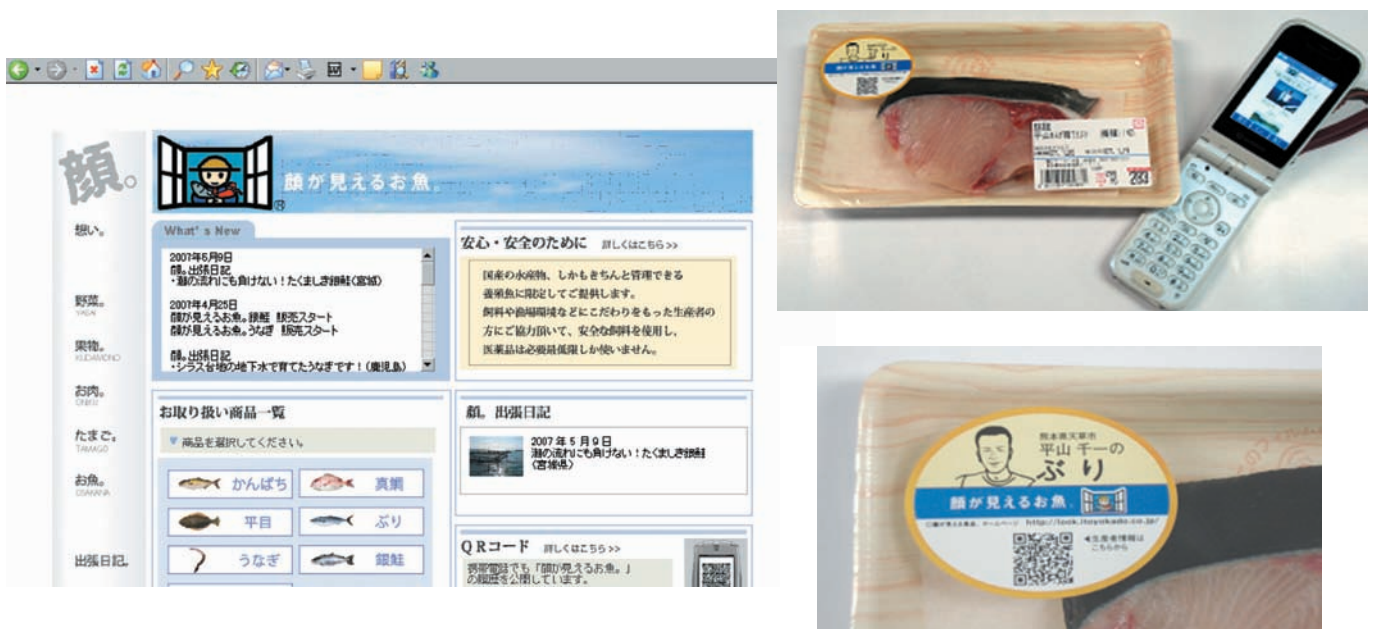 顔。
顔が見えるお魚。
®
想い。
野菜。
YASAI
果物。
KUDAMONO
お肉。
ONIKU
たまご。
TAMAGO
お魚。
OSAKANA
出張日記。
What's New
2007年5月9日
顔。出張日記
・潮の流れにも負けない！たくましき銀鮭（宮城）
2007年4月25日
顔が見えるお魚。銀鮭 販売スタート
顔が見えるお魚。うなぎ 販売スタート
顔。出張日記
・シラス台地の地下水で育てたうなぎです！（鹿児島）
安心・安全のために 詳しくはこちら>>
国産の水産物、しかもきちんと管理できる
養殖魚に限定してご提供します。
飼料や漁場環境などにこだわりをもった生産者の
方にご協力頂いて、安全な飼料を使用し、
医薬品は必要最低限しか使いません。
お取り扱い商品一覧
商品を選択してください。
かんぱち
真鯛
平目
ぶり
うなぎ
銀鮭
顔。出張日記
2007年5月9日
潮の流れにも負けない！たくましき銀鮭
（宮城県）
QRコード 詳しくはこちら>>
携帯電話でも「顔が見えるお魚。」
の履歴を公開しています。
ぶり
顔が見えるお魚
熊本県天草市
平山 千一の
ぶり
顔が見えるお魚。
http://look.itoyokado.co.jp/
◀生産者情報は
こちらから